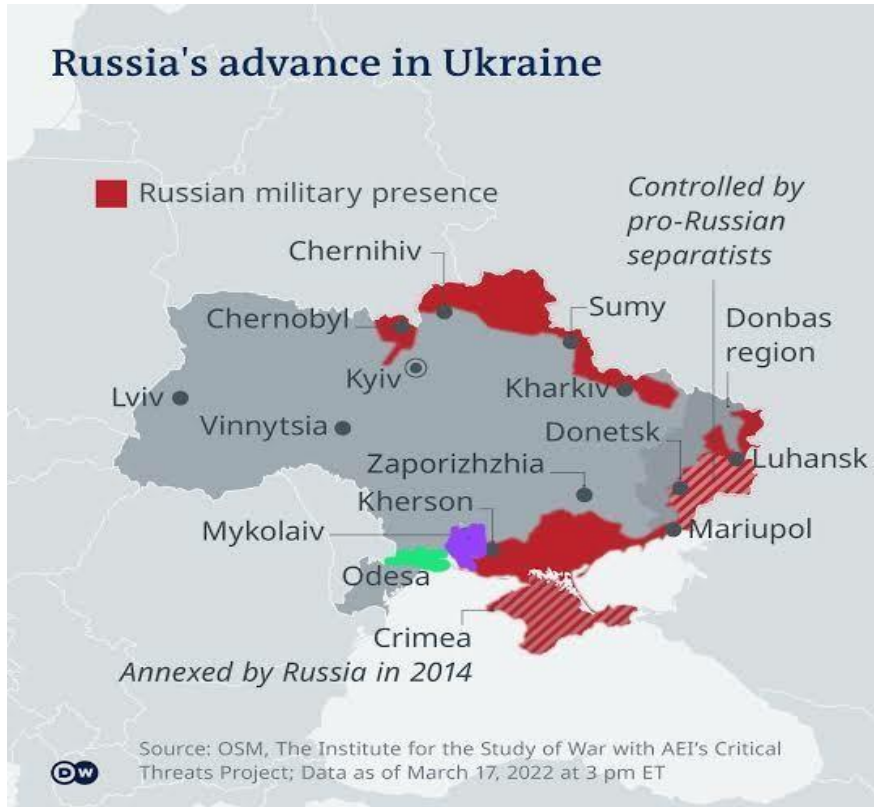 Russia's advance in Ukraine
Russian military presence
Controlled by
pro-Russian
separatists
Chernihiv
Sumy
Donbas
region
Chernobyl
Kyiv
Kharkiv
Lviv
Vinnytsia
Donetsk
Luhansk
Zaporizhzhia
Kherson
Mykolaiv
Mariupol
Odesa
Crimea
Annexed by Russia in 2014
Source: OSM, The Institute for the Study of War with AEI's Critical
Threats Project; Data as of March 17, 2022 at 3 pm ET
DW